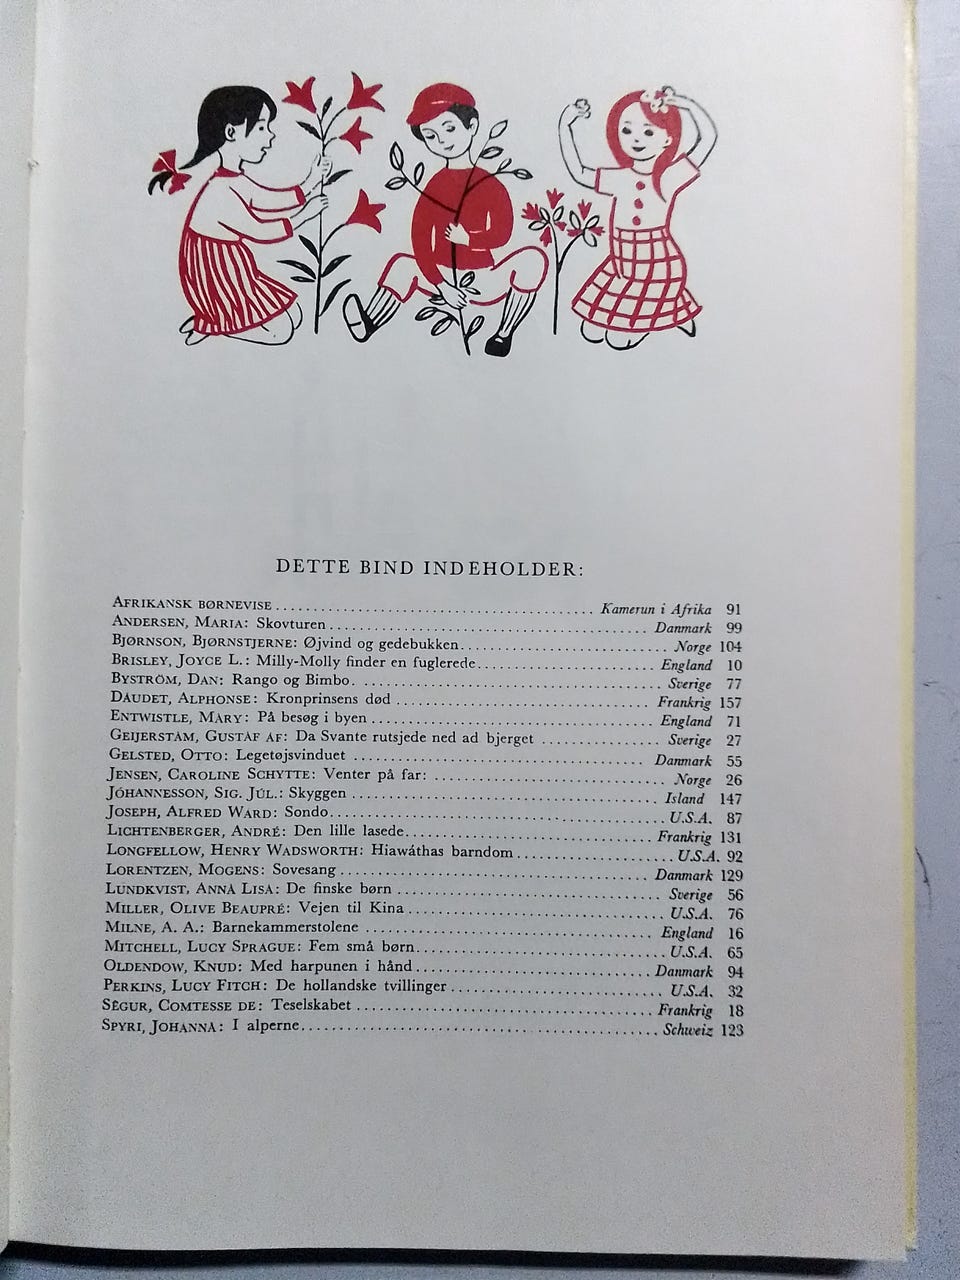 DETTE BIND INDEHOLDER:
AFRIKANSK BØRNEVISE ........ Kamerun i Afrika 91
ANDERSEN, MARIA: Skovturen ........ Danmark 99
BJØRNSON, BJØRNSTJERNE: Øjvind og gedebukken ........ Norge 104
BRISLEY, JOYCE L.: Milly-Molly finder en fuglerede ........ England 10
BYSTRÖM, DAN: Rango og Bimbo ........ Sverige 77
DAUDET, ALPHONSE: Kronprinsens død ........ Frankrig 157
ENTWISTLE, MARY: På besøg i byen ........ England 71
GEIJERSTAM, GUSTAF AF: Da Svante rutsjede ned ad bjerget ........ Sverige 27
GELSTED, OTTO: Legetøjsvinduet ........ Danmark 55
JENSEN, CAROLINE SCHYTTE: Venter på far: ........ Norge 26
JÓHANNESSON, SIG. JÚL.: Skyggen ........ Island 147
JOSEPH, ALFRED WARD: Sondo ........ U.S.A. 87
LICHTENBERGER, ANDRÉ: Den lille lasede ........ Frankrig 131
LONGFELLOW, HENRY WADSWORTH: Hiawathas barndom ........ U.S.A. 92
LORENTZEN, MOGENS: Sovesang ........ Danmark 129
LUNDKVIST, ANNA LISA: De finske børn ........ Sverige 56
MILLER, OLIVE BEAUPRÉ: Vejen til Kina ........ U.S.A. 76
MILNE, A. A.: Barnekammerstolene ........ England 16
MITCHELL, LUCY SPRAGUE: Fem små børn ........ U.S.A. 65
OLDENDOW, KNUD: Med harpunen i hånd ........ Danmark 94
PERKINS, LUCY FITCH: De hollandske tvillinger ........ U.S.A. 32
SÉGUR, COMTESSE DE: Teselskabet ........ Frankrig 18
SPYRI, JOHANNA: I alperne ........ Schweiz 123